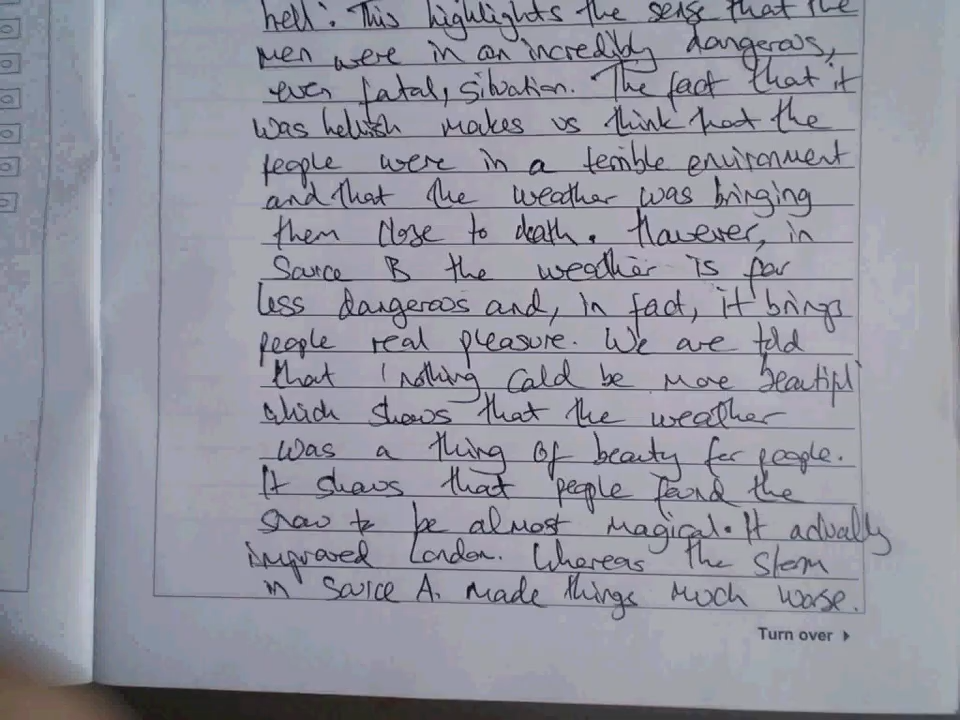 hell'. This highlights the sense that the
men were in an incredibly dangerous,
even fatal, situation. The fact that it
was hellish makes us think that the
people were in a terrible environment
and that the weather was bringing
them close to death. However, in
Source B the weather is far
less dangerous and, in fact, it brings
people real pleasure. We are told
that 'nothing could be more beautiful'
which shows that the weather
was a thing of beauty for people.
It shows that people found the
snow to be almost magical. It actually
improved London. Whereas the storm
in Source A. made things much worse.
Turn over